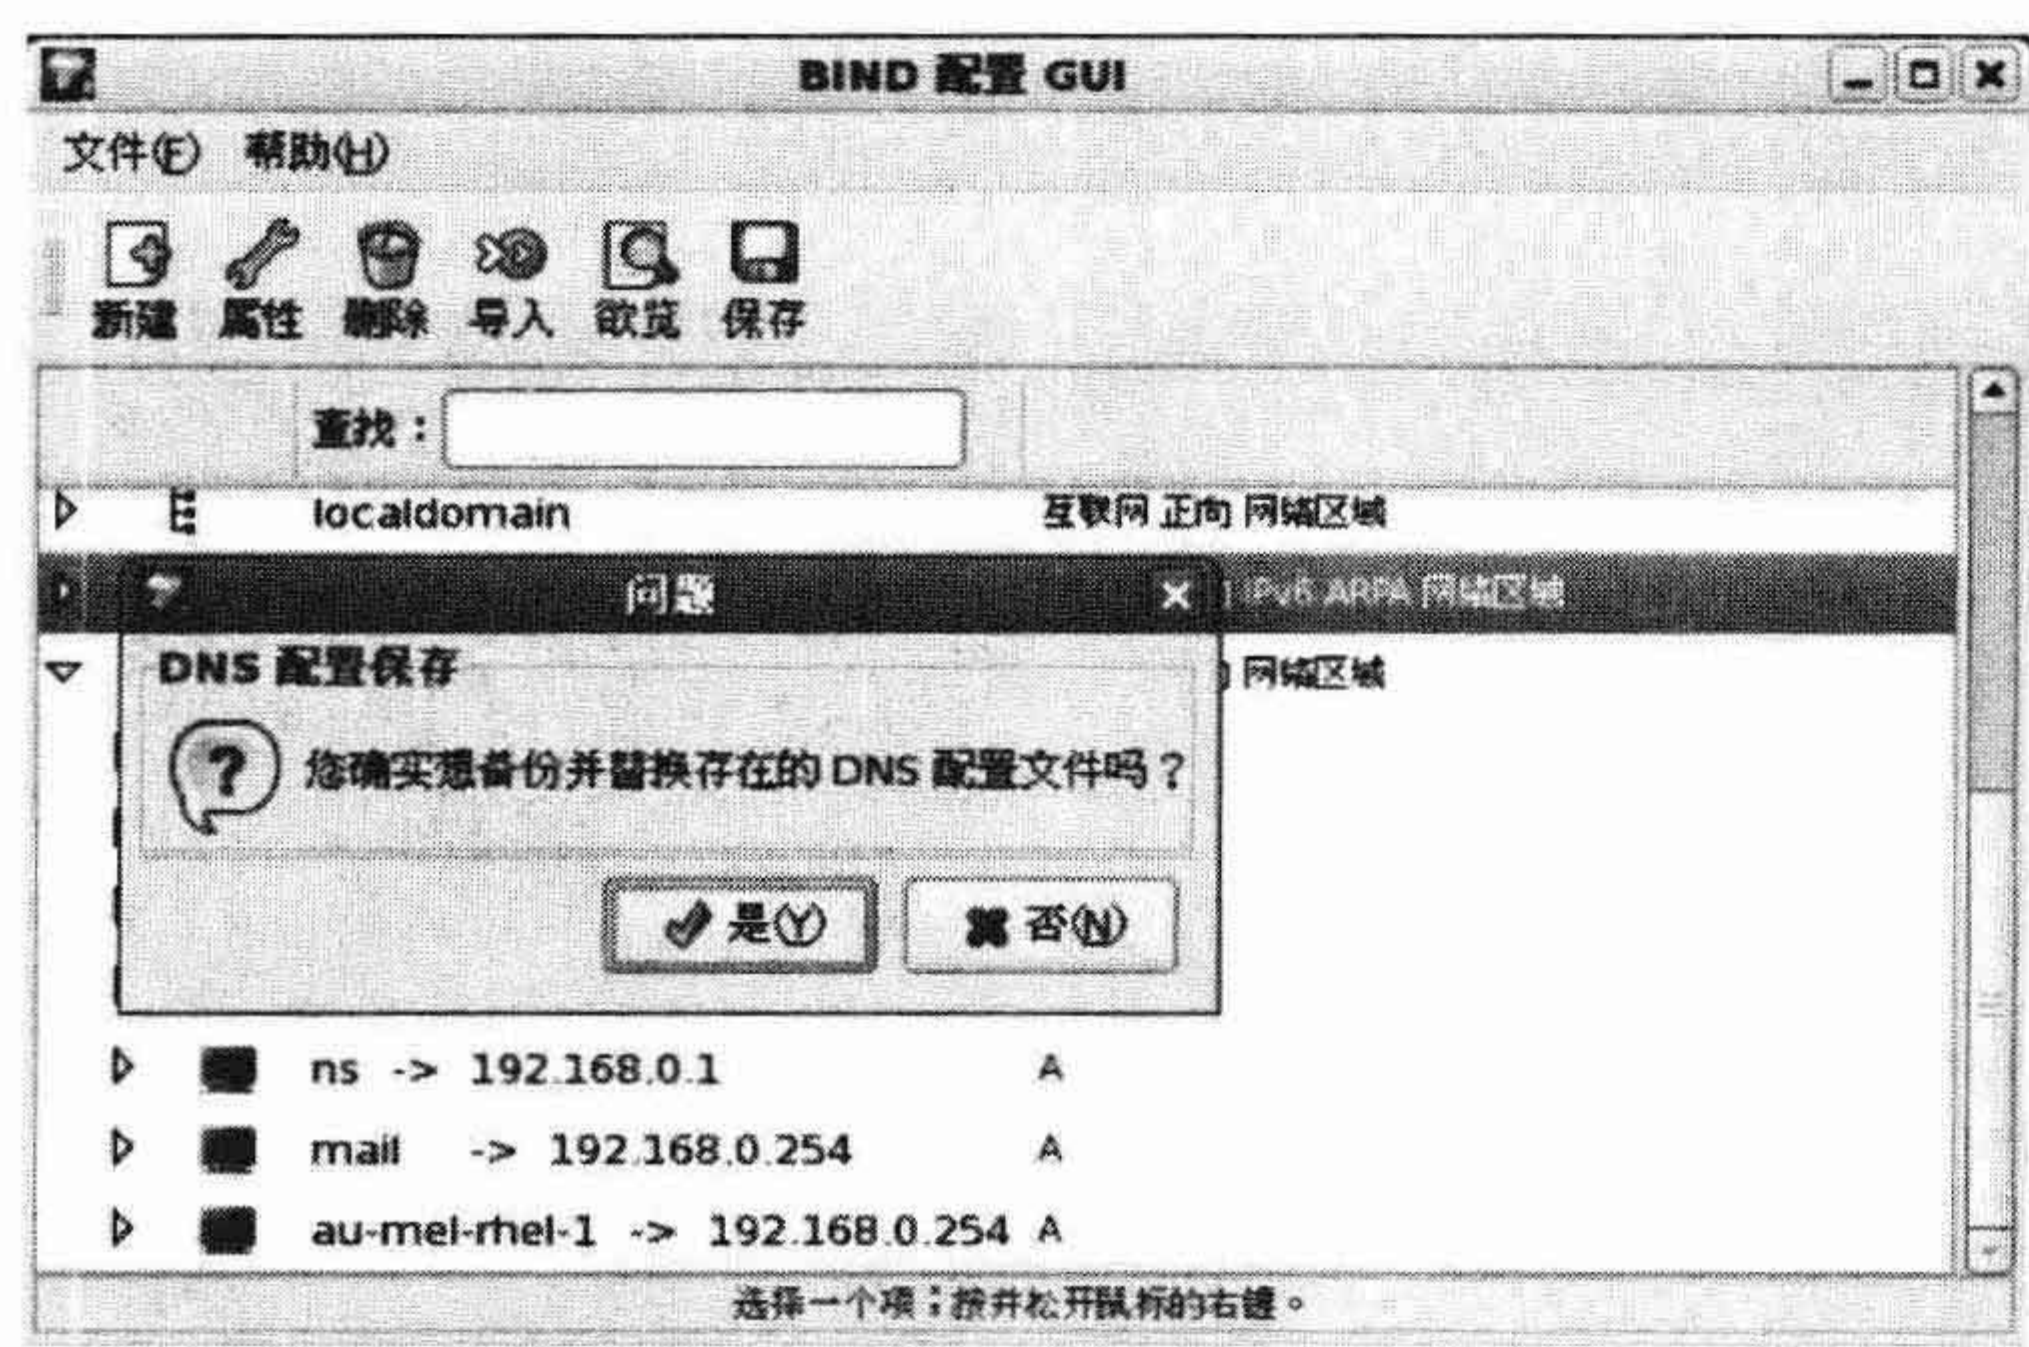 BIND 配置 GUI
文件(F) 帮助(H)
新建 属性 删除 导入 欲览 保存
查找：
localdomain 互联网 正向 网络区域
问题 IPv6 ARPA 网络区域
DNS 配置保存 网络区域
您确实想备份并替换存在的 DNS 配置文件吗？
是(Y) 否(N)
ns -> 192.168.0.1 A
mail -> 192.168.0.254 A
au-mel-rhel-1 -> 192.168.0.254 A
选择一个项；按并松开鼠标的右键。